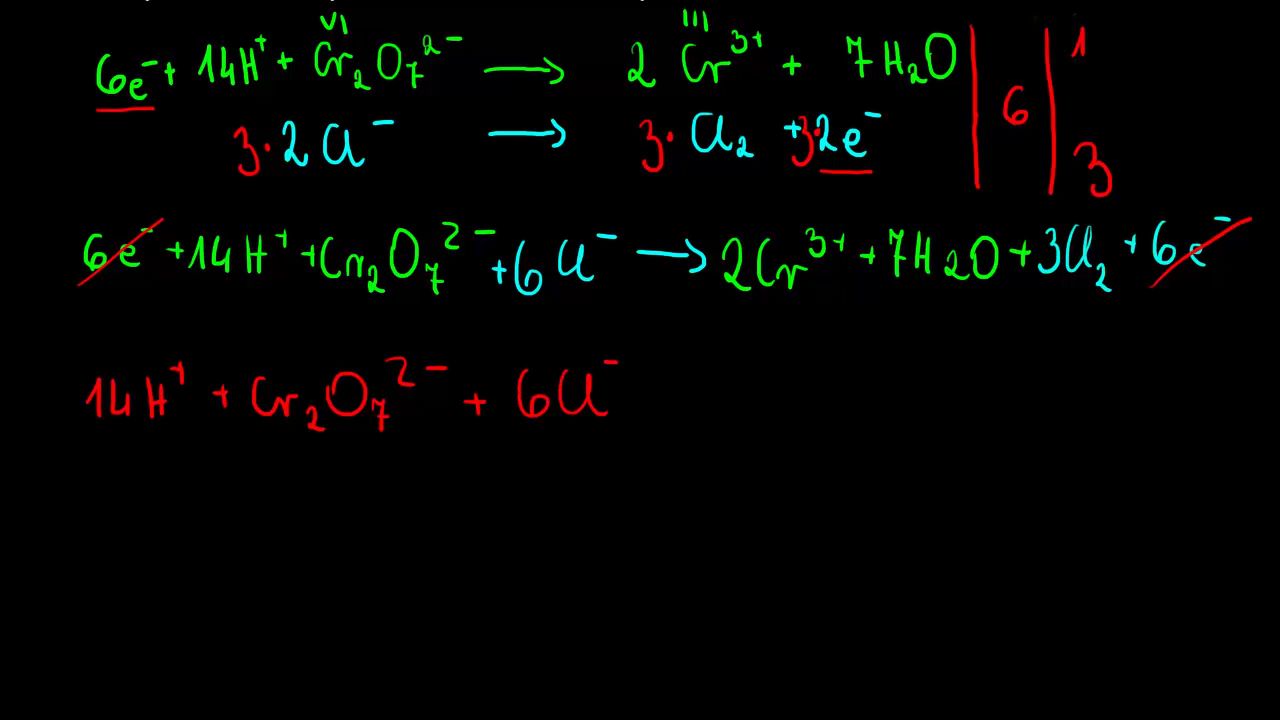 VI III
6e⁻ + 14H⁺ + Cr₂O₇²⁻ → 2 Cr³⁺ + 7H₂O | 6 | 1
3·2Cl⁻ → 3·Cl₂ + 3·2e⁻ 3
6e⁻ + 14H⁺ + Cr₂O₇²⁻ + 6Cl⁻ → 2Cr³⁺ + 7H₂O + 3Cl₂ + 6e⁻
14H⁺ + Cr₂O₇²⁻ + 6Cl⁻